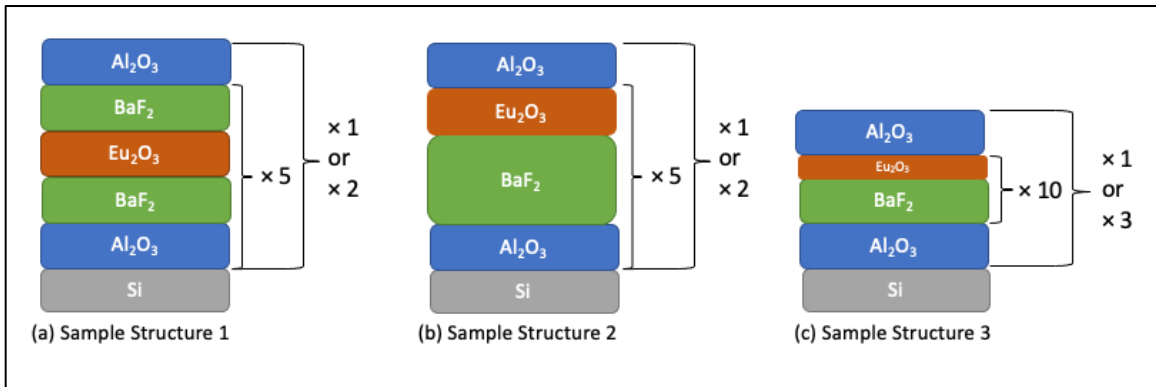 Al₂O₃
BaF₂
Eu₂O₃
BaF₂
Al₂O₃
Si
× 5
× 1
or
× 2
(a) Sample Structure 1
Al₂O₃
Eu₂O₃
BaF₂
Al₂O₃
Si
× 5
× 1
or
× 2
(b) Sample Structure 2
Al₂O₃
Eu₂O₃
BaF₂
Al₂O₃
Si
× 10
× 1
or
× 3
(c) Sample Structure 3